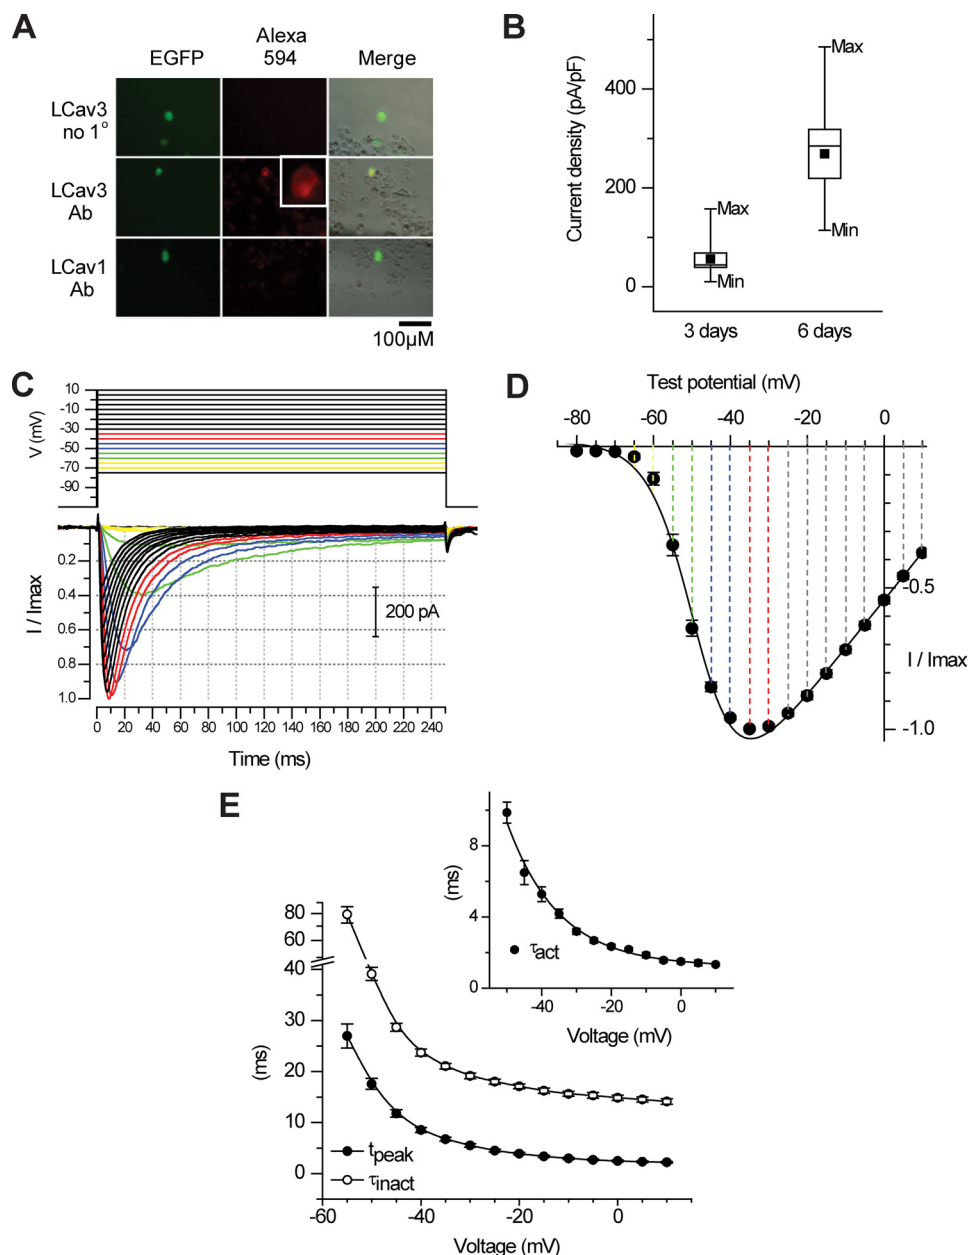 A
EGFP
Alexa
594
Merge
LCav3
no 1°
LCav3
Ab
LCav1
Ab
100µM
B
Current density (pA/pF)
400
200
0
Max
Min
Max
Min
3 days
6 days
C
V (mV)
10
-10
-30
-50
-70
-90
I / Imax
0.2
0.4
0.6
0.8
1.0
200 pA
0 20 40 60 80 100 120 140 160 180 200 220 240
Time (ms)
D
Test potential (mV)
-80 -60 -40 -20 0
-0.5
I / Imax
-1.0
E
(ms)
8
4
0
τact
-40 -20 0
Voltage (mV)
(ms)
80
60
40
30
20
10
0
tpeak
τinact
-60 -40 -20 0
Voltage (mV)